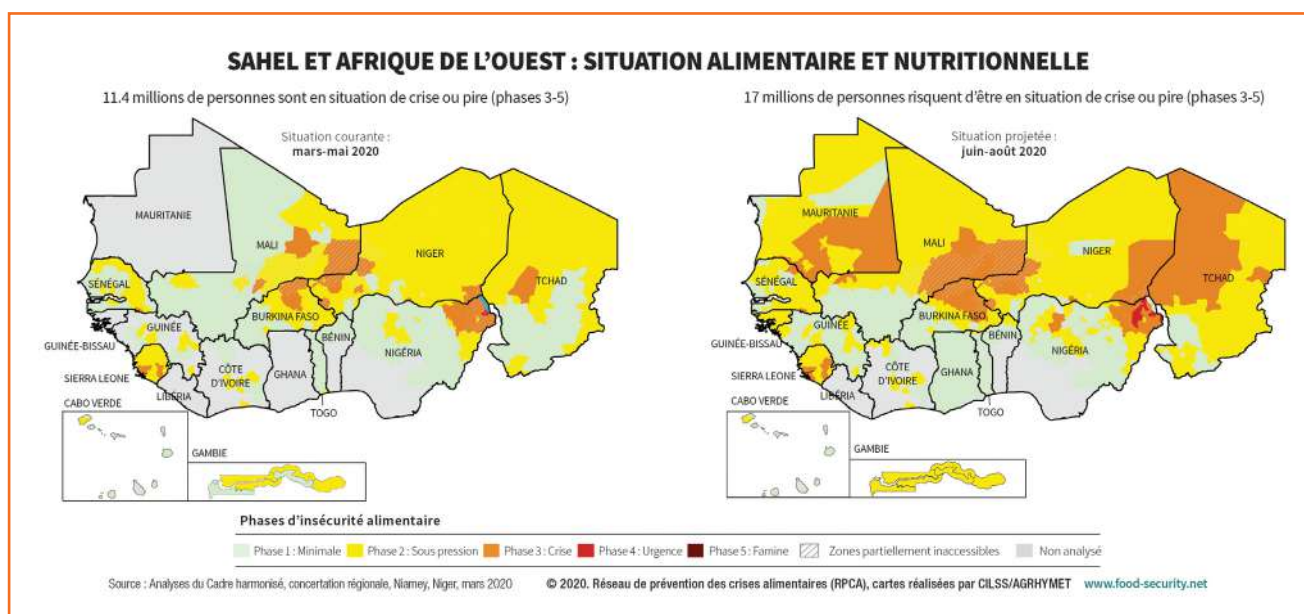 SAHEL ET AFRIQUE DE L'OUEST : SITUATION ALIMENTAIRE ET NUTRITIONNELLE
11.4 millions de personnes sont en situation de crise ou pire (phases 3-5)
Situation courante :
mars-mai 2020
MAURITANIE
MALI
NIGER
TCHAD
SÉNÉGAL
BURKINA FASO
GUINÉE
BÉNIN
NIGÉRIA
GUINÉE-BISSAU
CÔTE
D'IVOIRE
GHANA
SIERRA LEONE
LIBÉRIA
TOGO
CABO VERDE
GAMBIE
17 millions de personnes risquent d'être en situation de crise ou pire (phases 3-5)
Situation projetée :
juin-août 2020
MAURITANIE
MALI
NIGER
TCHAD
SÉNÉGAL
BURKINA FASO
GUINÉE
BÉNIN
NIGÉRIA
GUINÉE-BISSAU
CÔTE
D'IVOIRE
GHANA
SIERRA LEONE
LIBÉRIA
TOGO
CABO VERDE
GAMBIE
Phases d'insécurité alimentaire
Phase 1 : Minimale Phase 2 : Sous pression Phase 3 : Crise Phase 4 : Urgence Phase 5 : Famine Zones partiellement inaccessibles Non analysé
Source : Analyses du Cadre harmonisé, concertation régionale, Niamey, Niger, mars 2020 © 2020. Réseau de prévention des crises alimentaires (RPCA), cartes réalisées par CILSS/AGRHYMET www.food-security.net